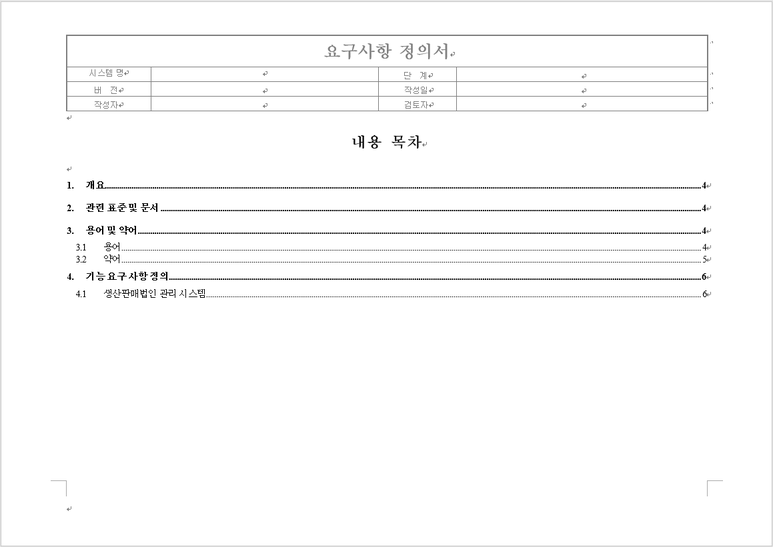 요구사항 정의서
시스템 명 단 계
버 전 작성일
작성자 검토자
내용 목차
1. 개요 4
2. 관련 표준 및 문서 4
3. 용어 및 약어 4
3.1 용어 4
3.2 약어 5
4. 기능 요구 사항 정의 6
4.1 생산판매법인 관리 시스템 6